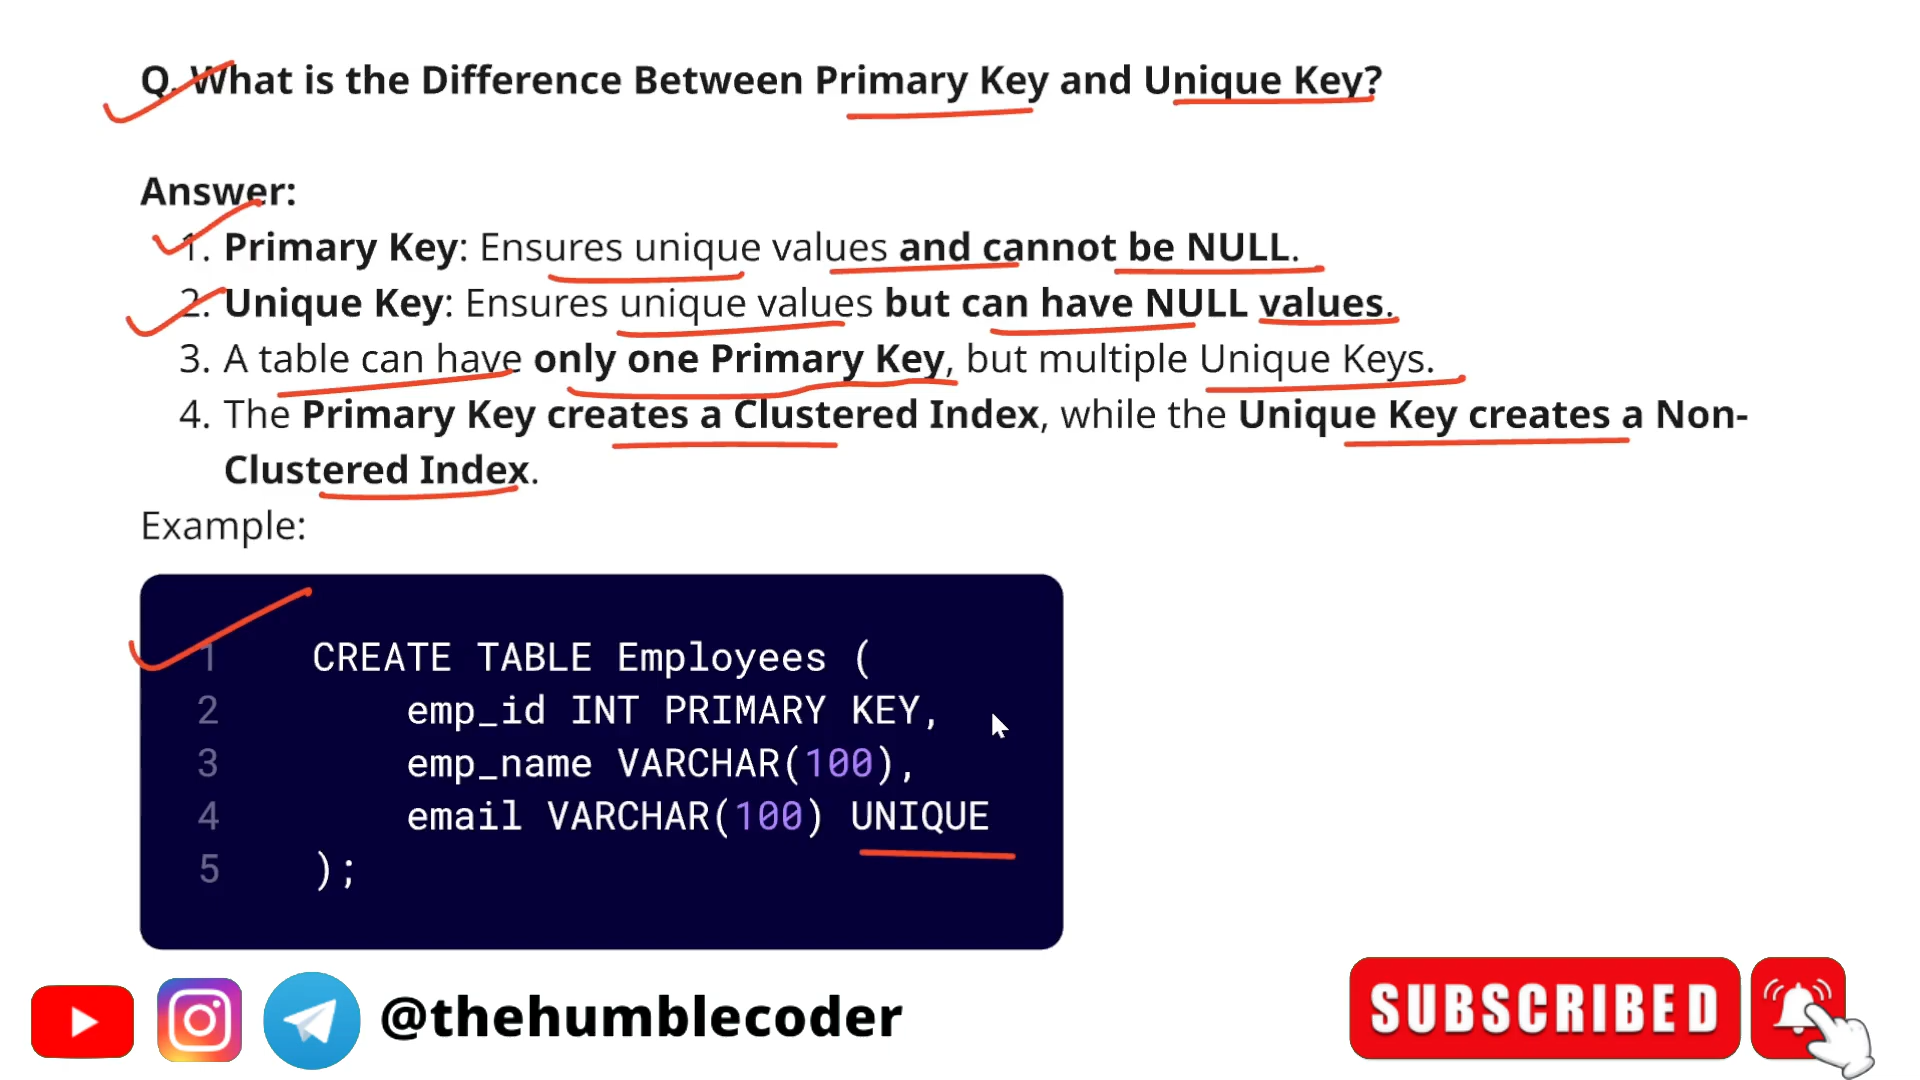 Q. What is the Difference Between Primary Key and Unique Key?
Answer:
1. Primary Key: Ensures unique values and cannot be NULL.
2. Unique Key: Ensures unique values but can have NULL values.
3. A table can have only one Primary Key, but multiple Unique Keys.
4. The Primary Key creates a Clustered Index, while the Unique Key creates a Non-
Clustered Index.
Example:
1 CREATE TABLE Employees (
2 emp_id INT PRIMARY KEY,
3 emp_name VARCHAR(100),
4 email VARCHAR(100) UNIQUE
5 );
@thehumblecoder
SUBSCRIBED